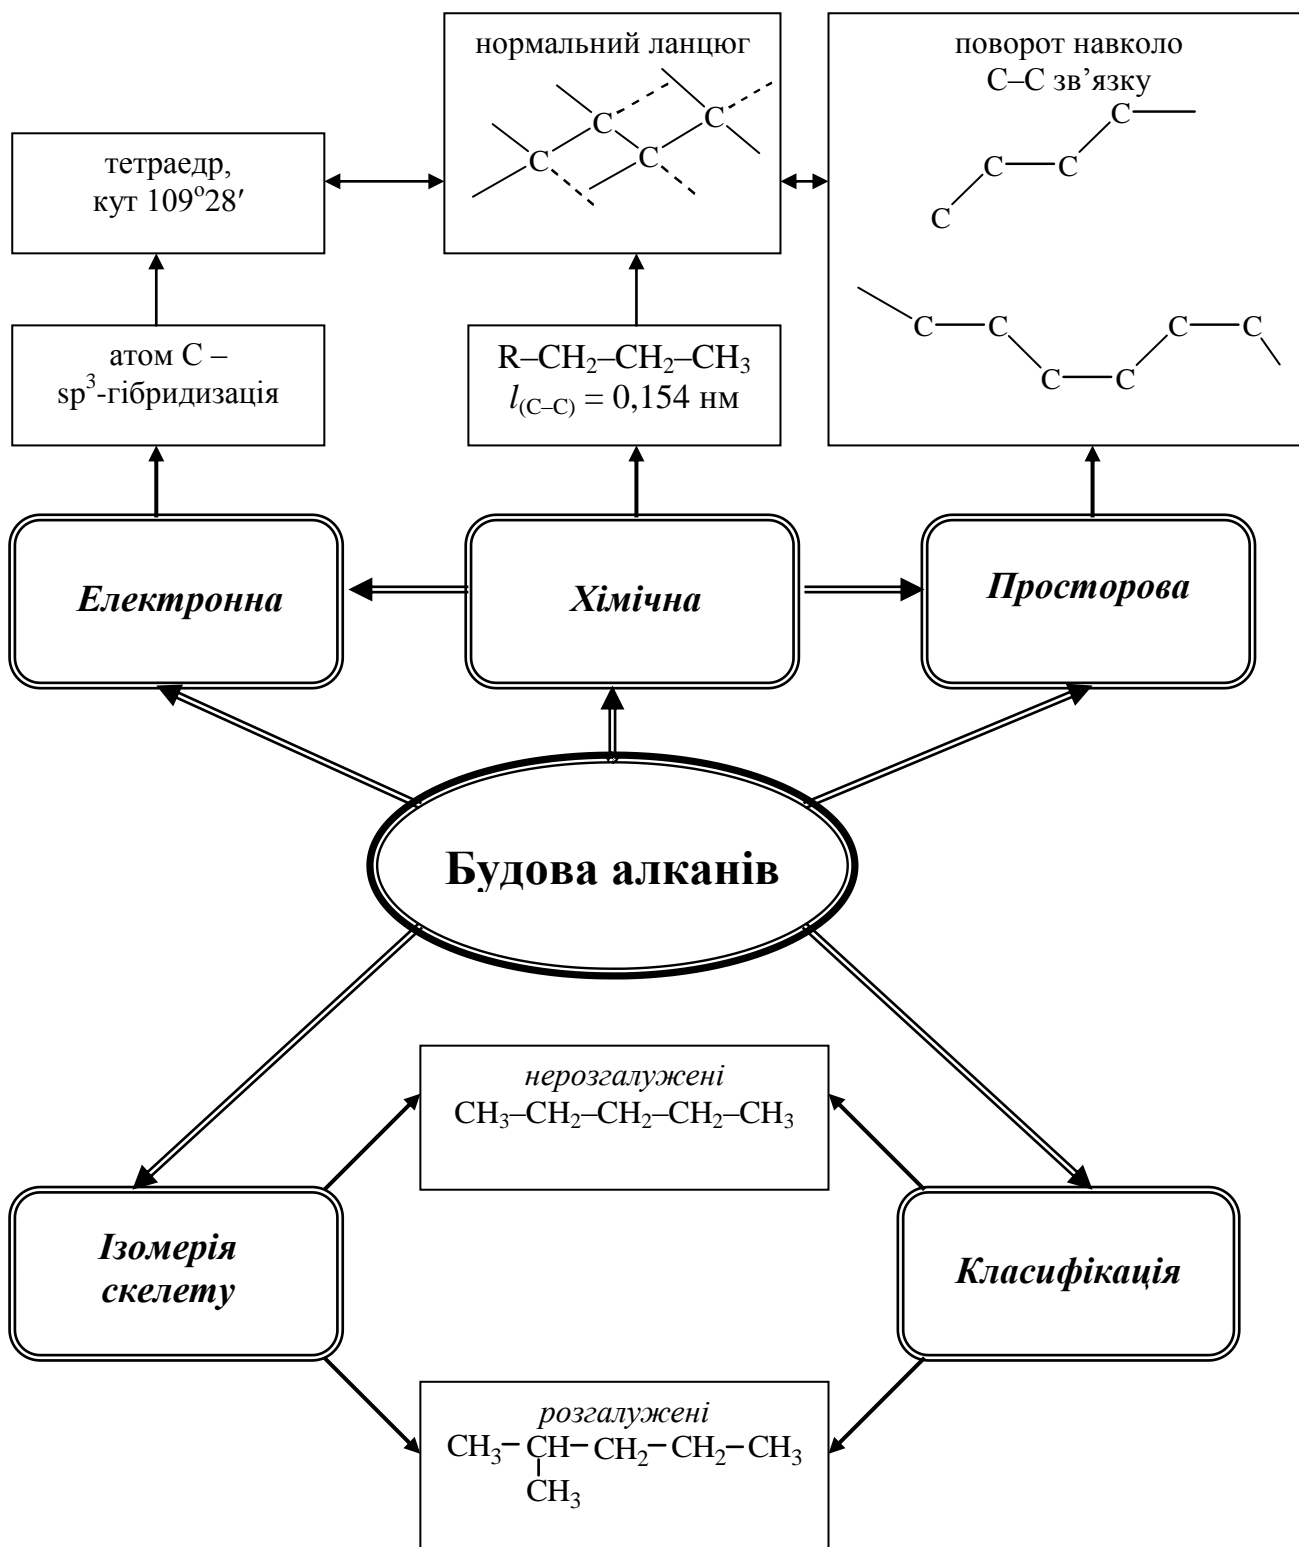 нормальний ланцюг
C
C
C
C
поворот навколо
С–С зв’язку
C
C
C
C
C
C
C
C
C
C
тетраедр,
кут 109°28′
атом С –
sp³-гібридизація
R–CH₂–CH₂–CH₃
l(C–C) = 0,154 нм
Електронна
Хімічна
Просторова
Будова алканів
нерозгалужені
CH₃–CH₂–CH₂–CH₂–CH₃
Ізомерія
скелету
Класифікація
розгалужені
CH₃–CH–CH₂–CH₂–CH₃
CH₃